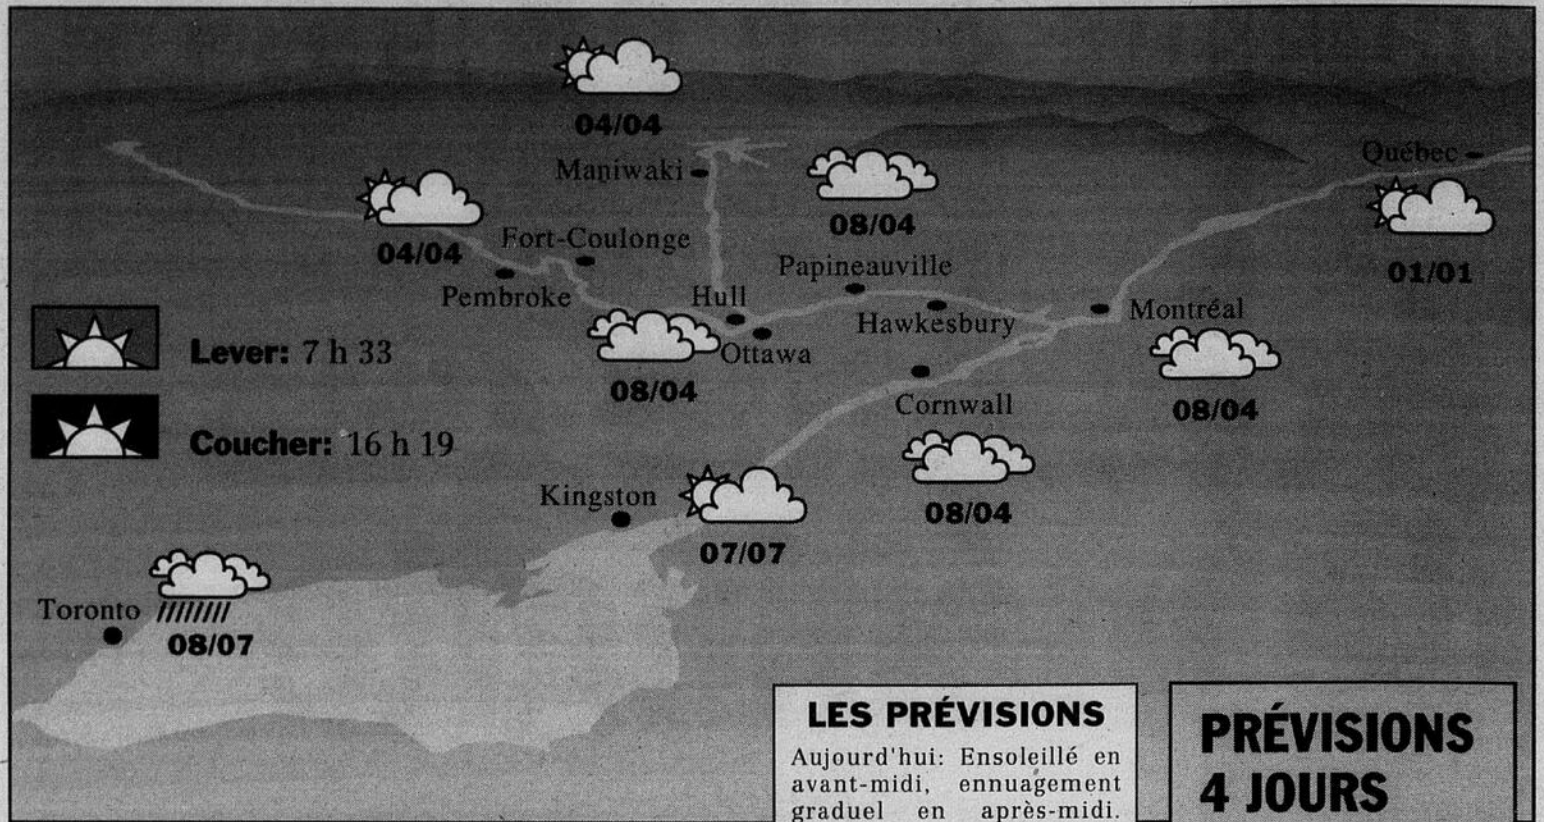 04/04
Maniwaki
Québec
08/04
01/01
04/04
Fort-Coulonge
Pembroke
Papineauville
Hull
Hawkesbury
Montréal
Ottawa
08/04
Lever: 7 h 33
Cornwall
08/04
Coucher: 16 h 19
Kingston
08/04
07/07
Toronto
08/07
LES PRÉVISIONS
Aujourd'hui: Ensoleillé en
avant-midi, ennuagement
graduel en après-midi.
PRÉVISIONS
4 JOURS